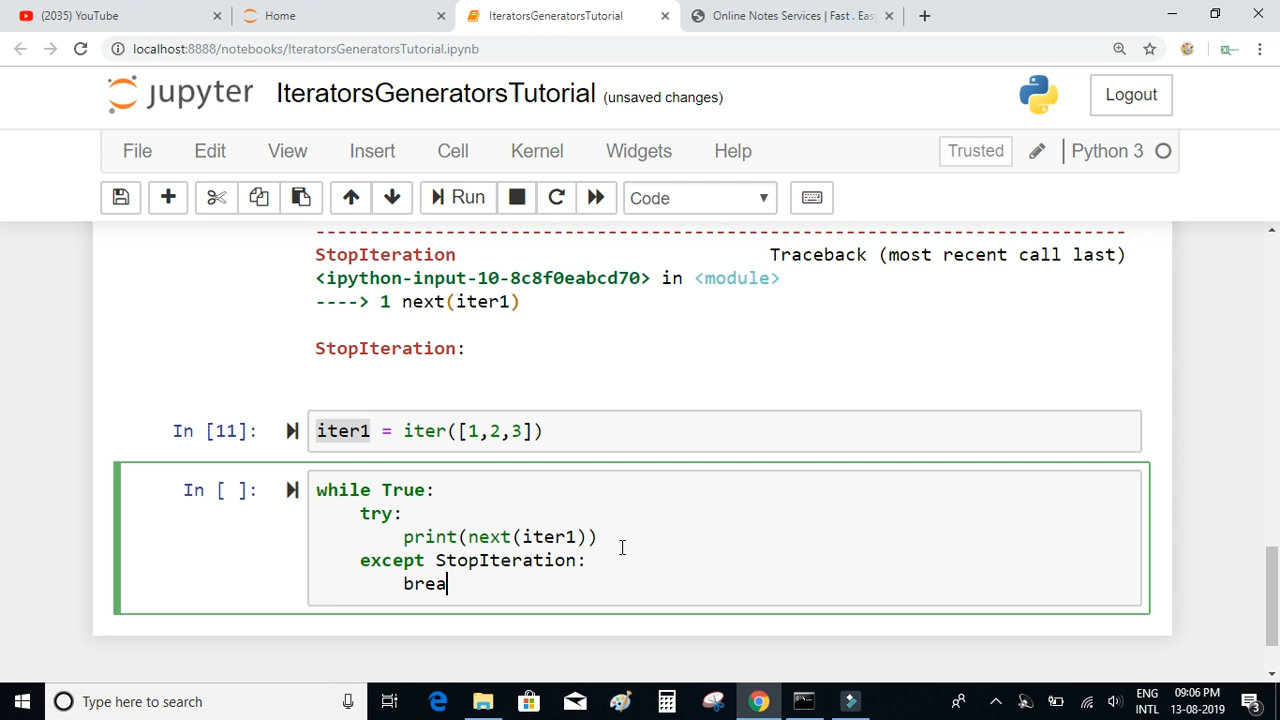 (2035) YouTube
Home
IteratorsGeneratorsTutorial
Online Notes Services | Fast . Eas
localhost:8888/notebooks/IteratorsGeneratorsTutorial.ipynb
jupyter IteratorsGeneratorsTutorial (unsaved changes)
Logout
File Edit View Insert Cell Kernel Widgets Help
Trusted
Python 3
Run
Code
--------------------------------------------------------------------------
StopIteration Traceback (most recent call last)
<ipython-input-10-8c8f0eabcd70> in <module>
----> 1 next(iter1)
StopIteration:
In [11]: iter1 = iter([1,2,3])
In [ ]: while True:
try:
print(next(iter1))
except StopIteration:
brea
Type here to search
ENG 09:06 PM
INTL 13-08-2019
3